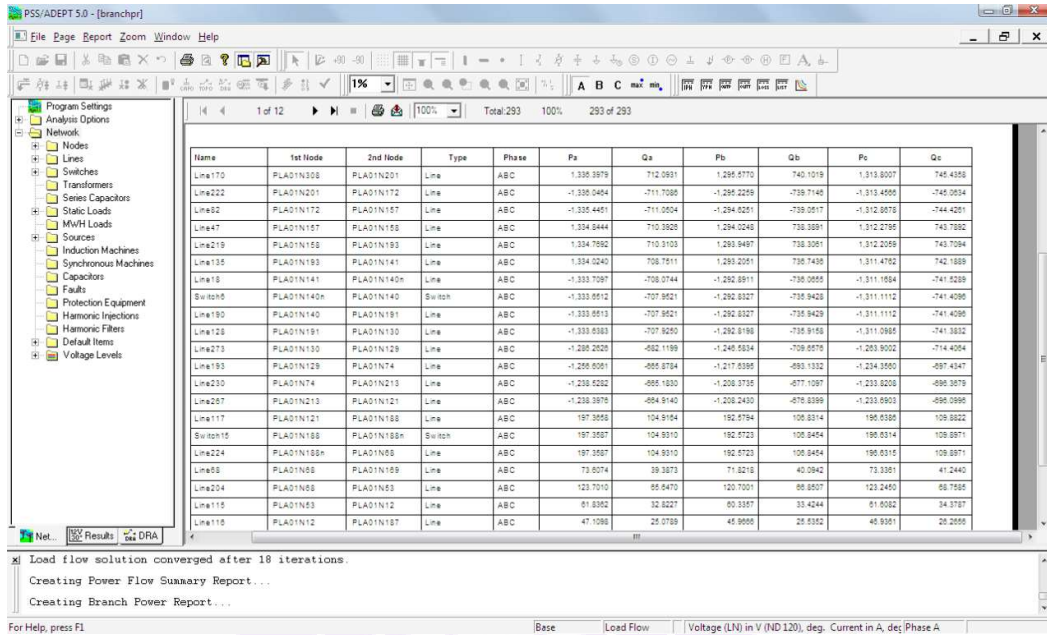 PSS/ADEPT 5.0 - [branchpr]
File Page Report Zoom Window Help
1%
A B C max min
Program Settings
Analysis Options
Network
Nodes
Lines
Switches
Transformers
Series Capacitors
Static Loads
MWH Loads
Sources
Induction Machines
Synchronous Machines
Capacitors
Faults
Protection Equipment
Harmonic Injections
Harmonic Filters
Default Items
Voltage Levels
Net... Results DRA
1 of 12 100% Total:293 100% 293 of 293
Name 1st Node 2nd Node Type Phase Pa Qa Pb Qb Pc Qc
Line170 PLA01N308 PLA01N201 Line ABC 1,336.3979 712.0931 1,295.5770 740.1019 1,313.8007 745.4358
Line222 PLA01N201 PLA01N172 Line ABC -1,336.0464 -711.7086 -1,295.2259 -739.7146 -1,313.4566 -745.0634
Line82 PLA01N172 PLA01N157 Line ABC -1,335.4451 -711.0604 -1,294.6251 -739.0617 -1,312.8678 -744.4261
Line47 PLA01N157 PLA01N158 Line ABC 1,334.8444 710.3926 1,294.0248 738.3891 1,312.2795 743.7892
Line219 PLA01N158 PLA01N193 Line ABC 1,334.7692 710.3103 1,293.9497 738.3061 1,312.2059 743.7094
Line135 PLA01N193 PLA01N141 Line ABC 1,334.0240 708.7511 1,293.2051 736.7436 1,311.4762 742.1889
Line18 PLA01N141 PLA01N140n Line ABC -1,333.7097 -708.0744 -1,292.8911 -736.0655 -1,311.1684 -741.5289
Switch6 PLA01N140n PLA01N140 Switch ABC -1,333.6512 -707.9521 -1,292.8327 -735.9428 -1,311.1112 -741.4096
Line190 PLA01N140 PLA01N191 Line ABC -1,333.6513 -707.9521 -1,292.8327 -735.9429 -1,311.1112 -741.4096
Line128 PLA01N191 PLA01N130 Line ABC -1,333.6383 -707.9250 -1,292.8198 -735.9158 -1,311.0985 -741.3832
Line273 PLA01N130 PLA01N129 Line ABC -1,286.2626 -682.1199 -1,246.5834 -709.6576 -1,263.9002 -714.4064
Line193 PLA01N129 PLA01N74 Line ABC -1,256.6061 -665.8784 -1,217.6395 -693.1332 -1,234.3560 -697.4347
Line230 PLA01N74 PLA01N213 Line ABC -1,238.5282 -665.1830 -1,208.3735 -677.1097 -1,233.8208 -696.3679
Line267 PLA01N213 PLA01N121 Line ABC -1,238.3976 -664.9140 -1,208.2430 -676.8399 -1,233.6903 -696.0996
Line117 PLA01N121 PLA01N188 Line ABC 197.3658 104.9164 192.5794 106.8314 196.6386 109.8822
Switch15 PLA01N188 PLA01N188n Switch ABC 197.3587 104.9310 192.5723 106.8454 196.6314 109.8971
Line224 PLA01N188n PLA01N68 Line ABC 197.3587 104.9310 192.5723 106.8454 196.6315 109.8971
Line68 PLA01N68 PLA01N169 Line ABC 73.6074 39.3873 71.8218 40.0942 73.3361 41.2440
Line204 PLA01N68 PLA01N53 Line ABC 123.7010 65.5470 120.7001 66.8507 123.2450 68.7585
Line115 PLA01N53 PLA01N12 Line ABC 61.8362 32.8227 60.3357 33.4244 61.6082 34.3787
Line116 PLA01N12 PLA01N187 Line ABC 47.1098 25.0789 45.9666 25.5352 46.9361 26.2656
Load flow solution converged after 18 iterations.
Creating Power Flow Summary Report...
Creating Branch Power Report...
For Help, press F1 Base Load Flow Voltage (LN) in V (ND 120), deg. Current in A, deg Phase A